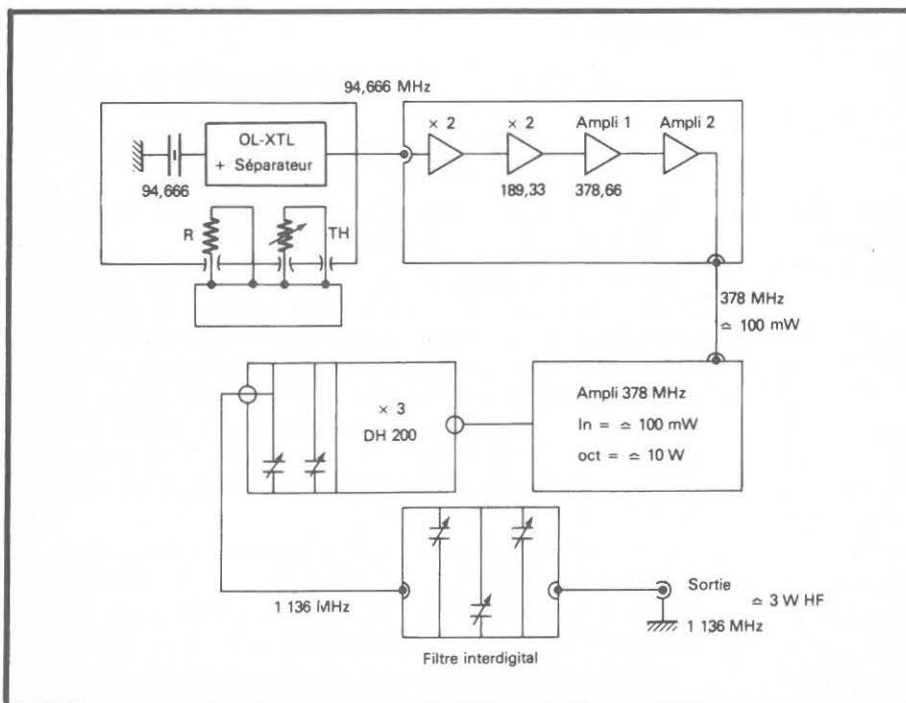 94,666 MHz
OL-XTL
+ Séparateur
94,666
R
TH
× 2
× 2
Ampli 1
Ampli 2
189,33
378,66
378 MHz
≏ 100 mW
× 3
DH 200
Ampli 378 MHz
In = ≏ 100 mW
oct = ≏ 10 W
1 136 MHz
Sortie
≏ 3 W HF
1 136 MHz
Filtre interdigital